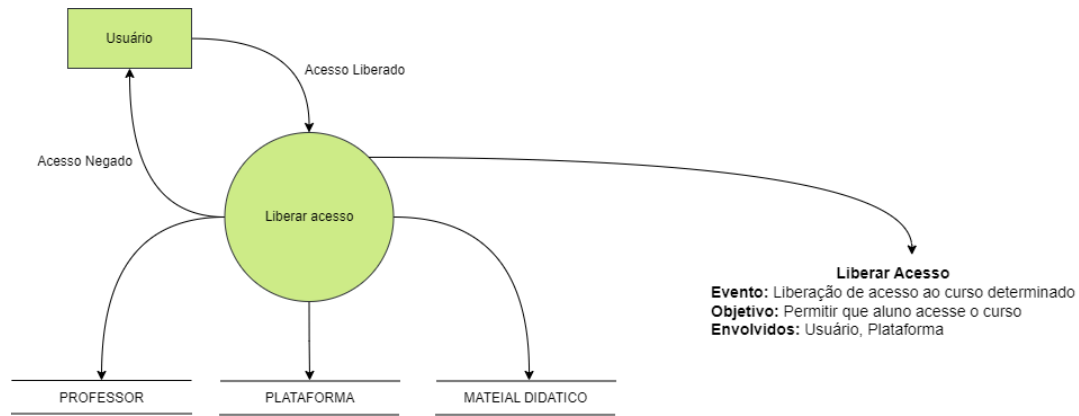 Usuário
Acesso Liberado
Acesso Negado
Liberar acesso
Liberar Acesso
Evento: Liberação de acesso ao curso determinado
Objetivo: Permitir que aluno acesse o curso
Envolvidos: Usuário, Plataforma
PROFESSOR
PLATAFORMA
MATEIAL DIDATICO